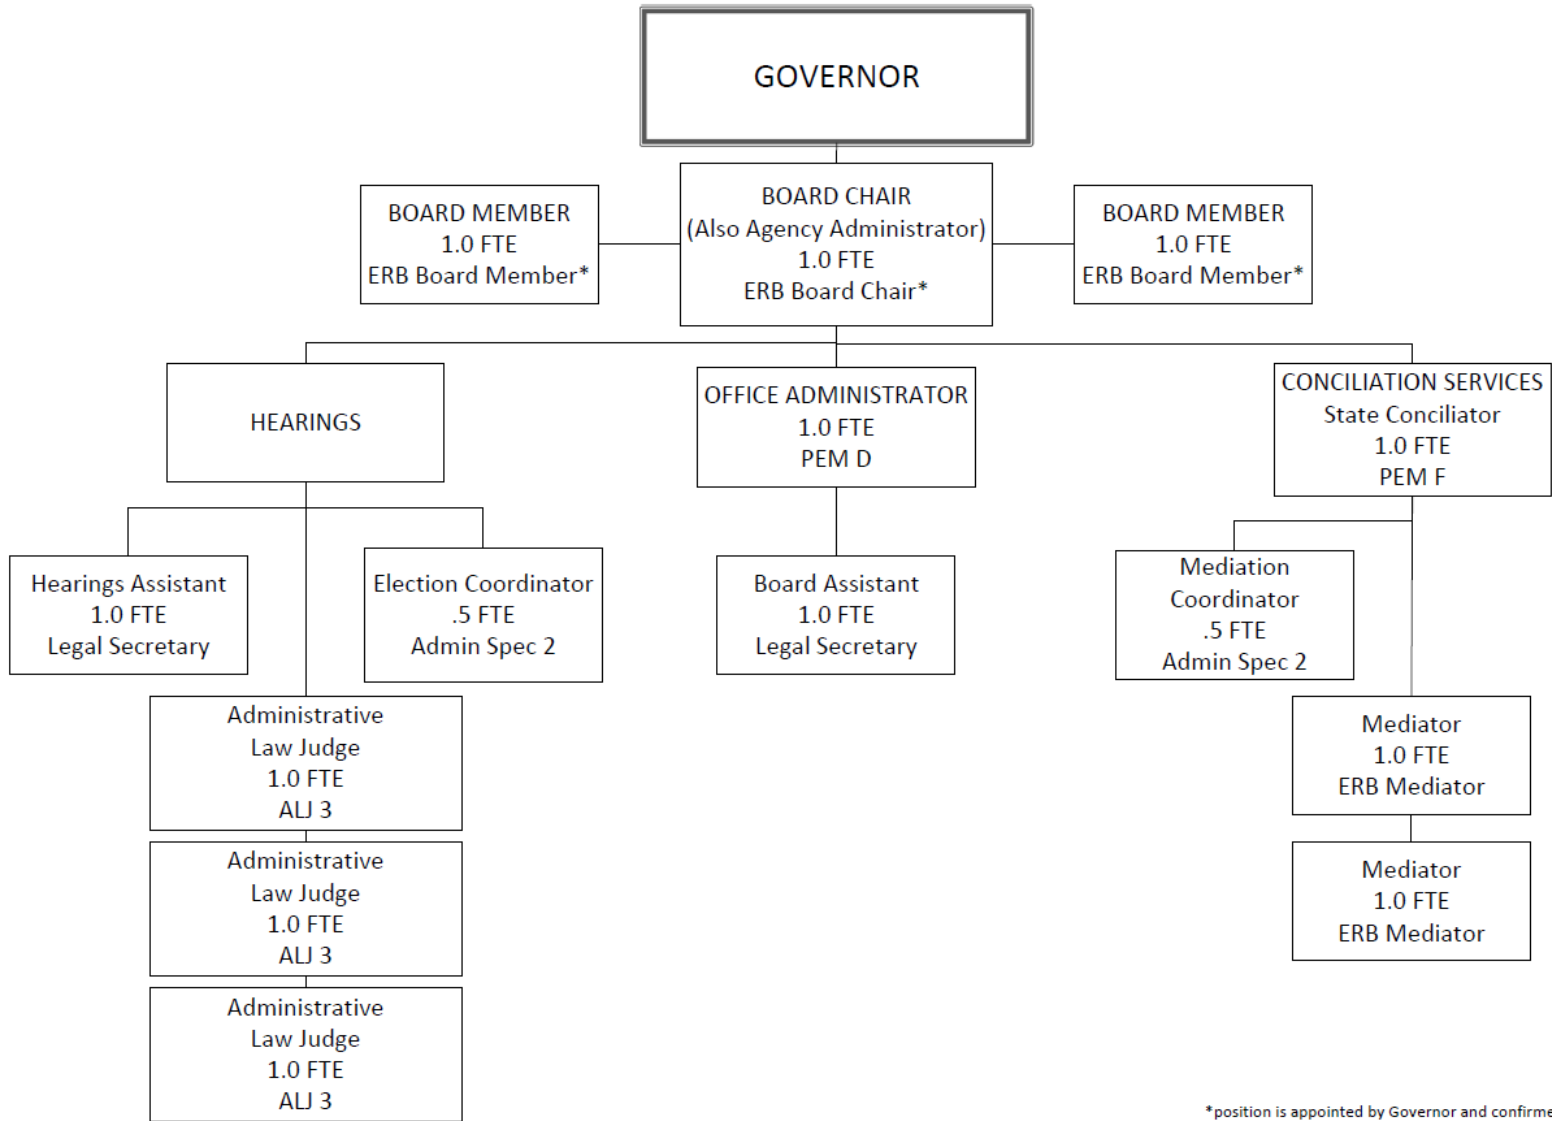 GOVERNOR
BOARD MEMBER
1.0 FTE
ERB Board Member*
BOARD CHAIR
(Also Agency Administrator)
1.0 FTE
ERB Board Chair*
BOARD MEMBER
1.0 FTE
ERB Board Member*
HEARINGS
OFFICE ADMINISTRATOR
1.0 FTE
PEM D
CONCILIATION SERVICES
State Conciliator
1.0 FTE
PEM F
Hearings Assistant
1.0 FTE
Legal Secretary
Election Coordinator
.5 FTE
Admin Spec 2
Board Assistant
1.0 FTE
Legal Secretary
Mediation
Coordinator
.5 FTE
Admin Spec 2
Administrative
Law Judge
1.0 FTE
ALJ 3
Mediator
1.0 FTE
ERB Mediator
Administrative
Law Judge
1.0 FTE
ALJ 3
Mediator
1.0 FTE
ERB Mediator
Administrative
Law Judge
1.0 FTE
ALJ 3
*position is appointed by Governor and confirme